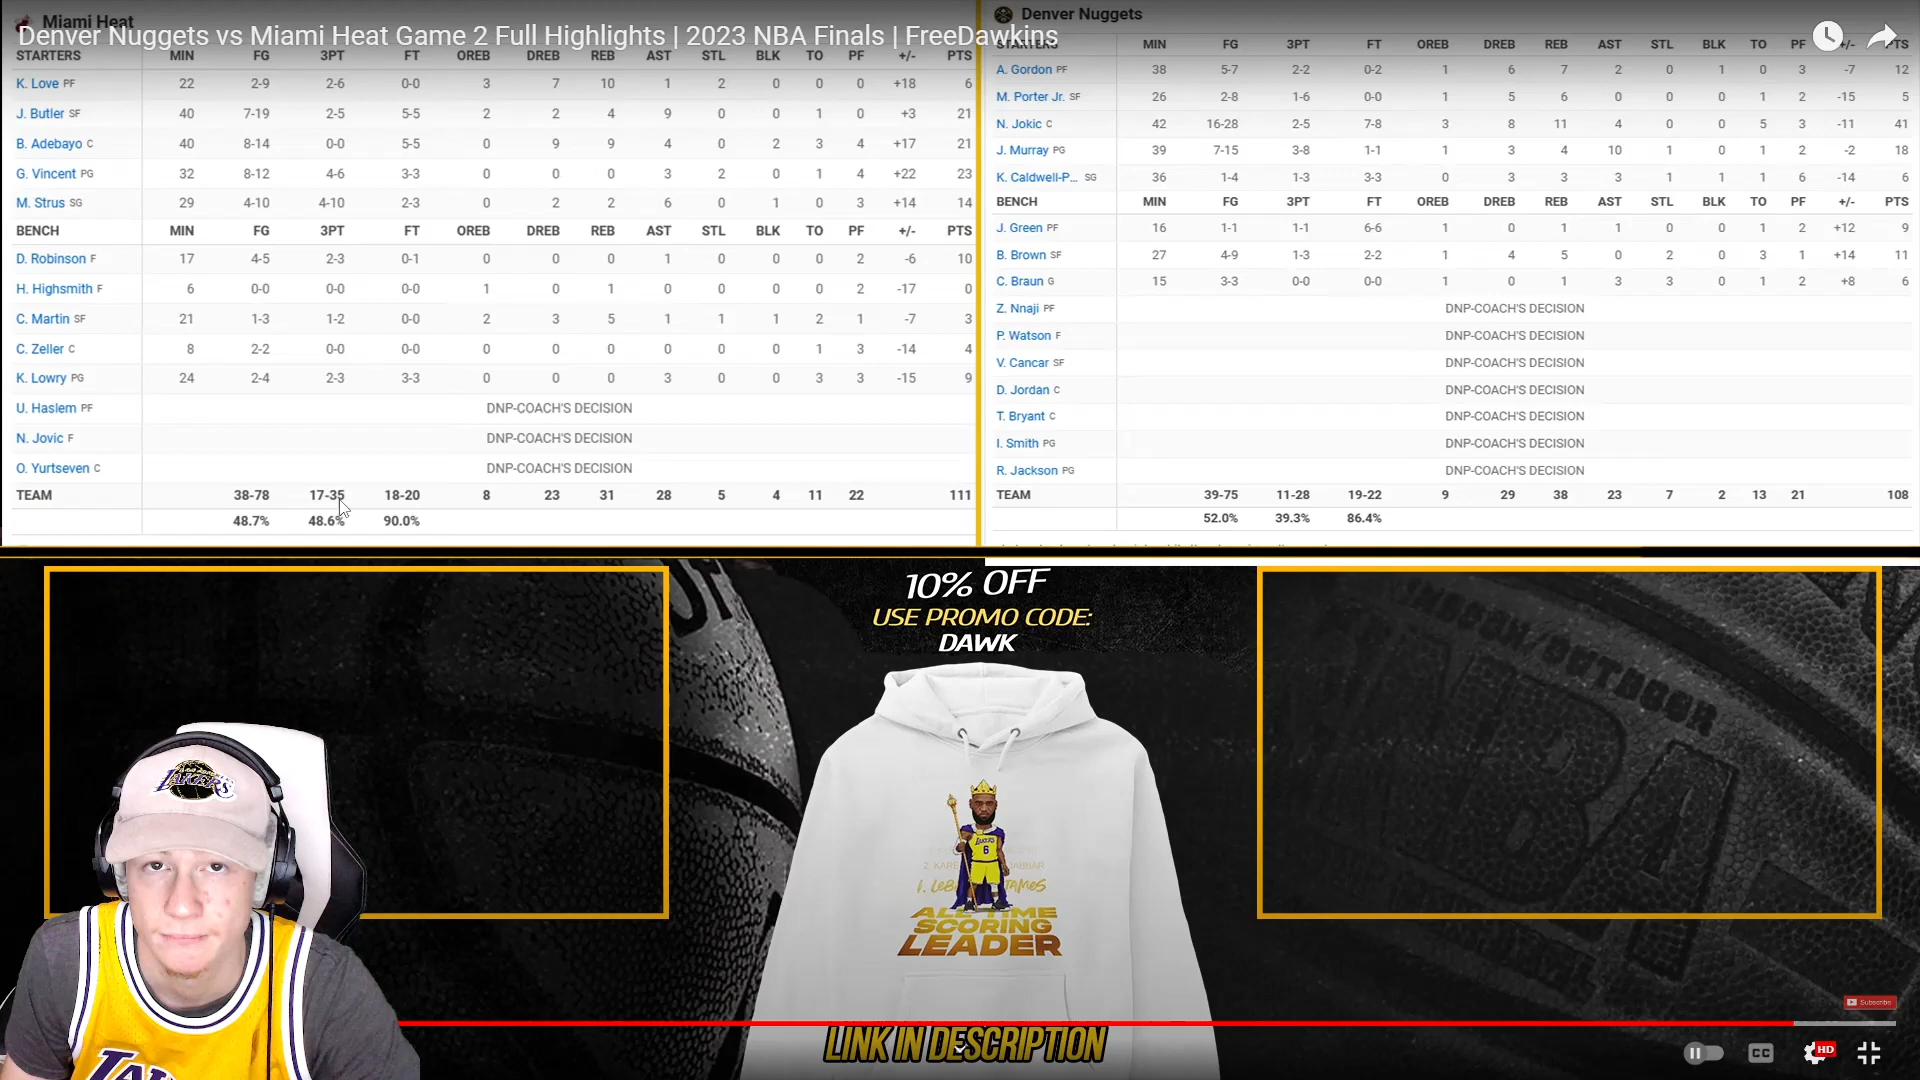 Miami Heat
Denver Nuggets vs Miami Heat Game 2 Full Highlights | 2023 NBA Finals | FreeDawkins
STARTERS MIN FG 3PT FT OREB DREB REB AST STL BLK TO PF +/- PTS
K. Love PF 22 2-9 2-6 0-0 3 7 10 1 2 0 0 0 +18 6
J. Butler SF 40 7-19 2-5 5-5 2 2 4 9 0 0 1 0 +3 21
B. Adebayo C 40 8-14 0-0 5-5 0 9 9 4 0 2 3 4 +17 21
G. Vincent PG 32 8-12 4-6 3-3 0 0 0 3 2 0 1 4 +22 23
M. Strus SG 29 4-10 4-10 2-3 0 2 2 6 0 1 0 3 +14 14
BENCH MIN FG 3PT FT OREB DREB REB AST STL BLK TO PF +/- PTS
D. Robinson F 17 4-5 2-3 0-1 0 0 0 1 0 0 0 2 -6 10
H. Highsmith F 6 0-0 0-0 0-0 1 0 1 0 0 0 0 2 -17 0
C. Martin SF 21 1-3 1-2 0-0 2 3 5 1 1 1 2 1 -7 3
C. Zeller C 8 2-2 0-0 0-0 0 0 0 0 0 0 1 3 -14 4
K. Lowry PG 24 2-4 2-3 3-3 0 0 0 3 0 0 3 3 -15 9
U. Haslem PF DNP-COACH'S DECISION
N. Jovic F DNP-COACH'S DECISION
O. Yurtseven C DNP-COACH'S DECISION
TEAM 38-78 17-35 18-20 8 23 31 28 5 4 11 22 111
48.7% 48.6% 90.0%
Denver Nuggets
STARTERS MIN FG 3PT FT OREB DREB REB AST STL BLK TO PF +/- PTS
A. Gordon PF 38 5-7 2-2 0-2 1 6 7 2 0 1 0 3 -7 12
M. Porter Jr. SF 26 2-8 1-6 0-0 1 5 6 0 0 0 1 2 -15 5
N. Jokic C 42 16-28 2-5 7-8 3 8 11 4 0 0 5 3 -11 41
J. Murray PG 39 7-15 3-8 1-1 1 3 4 10 1 0 1 2 -2 18
K. Caldwell-P... SG 36 1-4 1-3 3-3 0 3 3 3 1 1 1 6 -14 6
BENCH MIN FG 3PT FT OREB DREB REB AST STL BLK TO PF +/- PTS
J. Green PF 16 1-1 1-1 6-6 1 0 1 1 0 0 1 2 +12 9
B. Brown SF 27 4-9 1-3 2-2 1 4 5 0 2 0 3 1 +14 11
C. Braun G 15 3-3 0-0 0-0 1 0 1 3 3 0 1 2 +8 6
Z. Nnaji PF DNP-COACH'S DECISION
P. Watson F DNP-COACH'S DECISION
V. Cancar SF DNP-COACH'S DECISION
D. Jordan C DNP-COACH'S DECISION
T. Bryant C DNP-COACH'S DECISION
I. Smith PG DNP-COACH'S DECISION
R. Jackson PG DNP-COACH'S DECISION
TEAM 39-75 11-28 19-22 9 29 38 23 7 2 13 21 108
52.0% 39.3% 86.4%
10% OFF
USE PROMO CODE:
DAWK
LAKERS
LAKERS
6
2. KARE JABBAR
1. LEB JAMES
ALL TIME
SCORING
LEADER
INDOOR/OUTDOOR
NBA
Subscribe
LINK IN DESCRIPTION
CC
HD